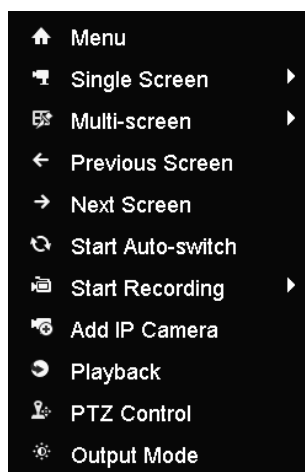 Menu
Single Screen
Multi-screen
Previous Screen
Next Screen
Start Auto-switch
Start Recording
Add IP Camera
Playback
PTZ Control
Output Mode